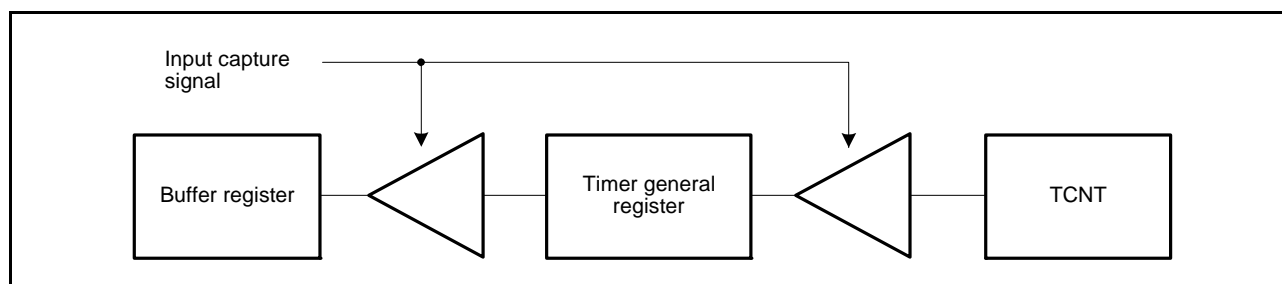 Input capture
signal
Buffer register
Timer general
register
TCNT